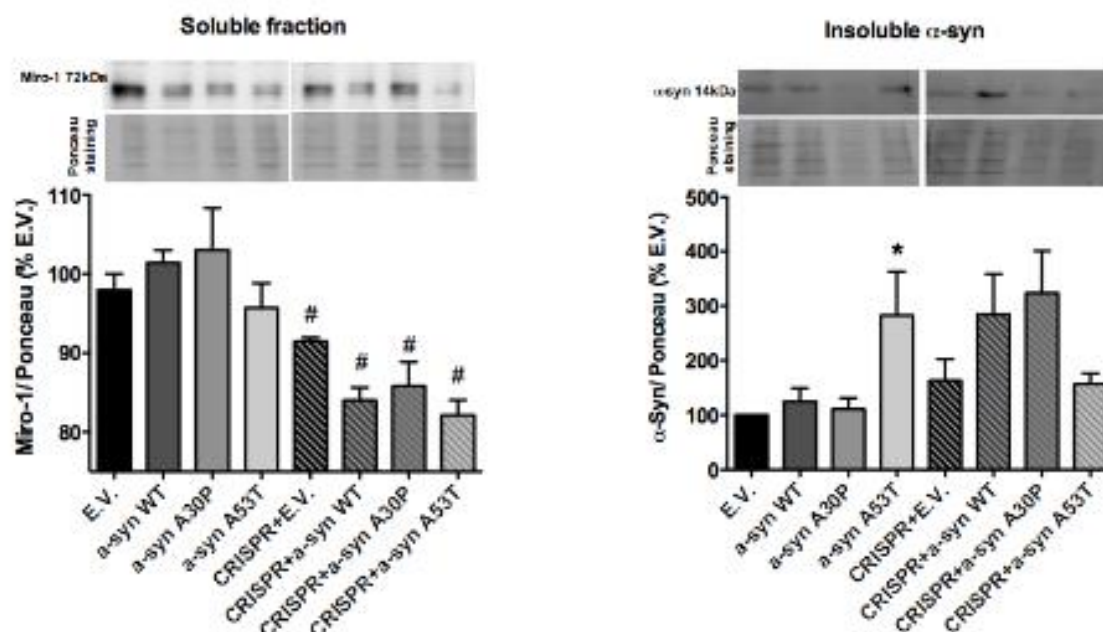 Soluble fraction
Miro-1 72kDa
Ponceau
staining
Miro-1/ Ponceau (% E.V.)
110
100
90
80
#
#
#
#
E.V.
a-syn WT
a-syn A30P
a-syn A53T
CRISPR+E.V.
CRISPR+a-syn WT
CRISPR+a-syn A30P
CRISPR+a-syn A53T
Insoluble α-syn
α-syn 14kDa
Ponceau
staining
α-Syn/ Ponceau (% E.V.)
500
400
300
200
100
0
*
E.V.
a-syn WT
a-syn A30P
a-syn A53T
CRISPR+E.V.
CRISPR+a-syn WT
CRISPR+a-syn A30P
CRISPR+a-syn A53T